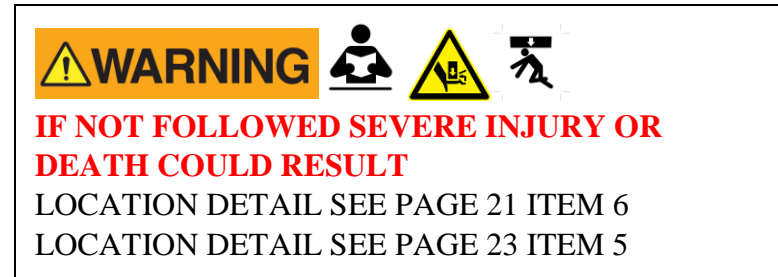 WARNING
IF NOT FOLLOWED SEVERE INJURY OR
DEATH COULD RESULT
LOCATION DETAIL SEE PAGE 21 ITEM 6
LOCATION DETAIL SEE PAGE 23 ITEM 5